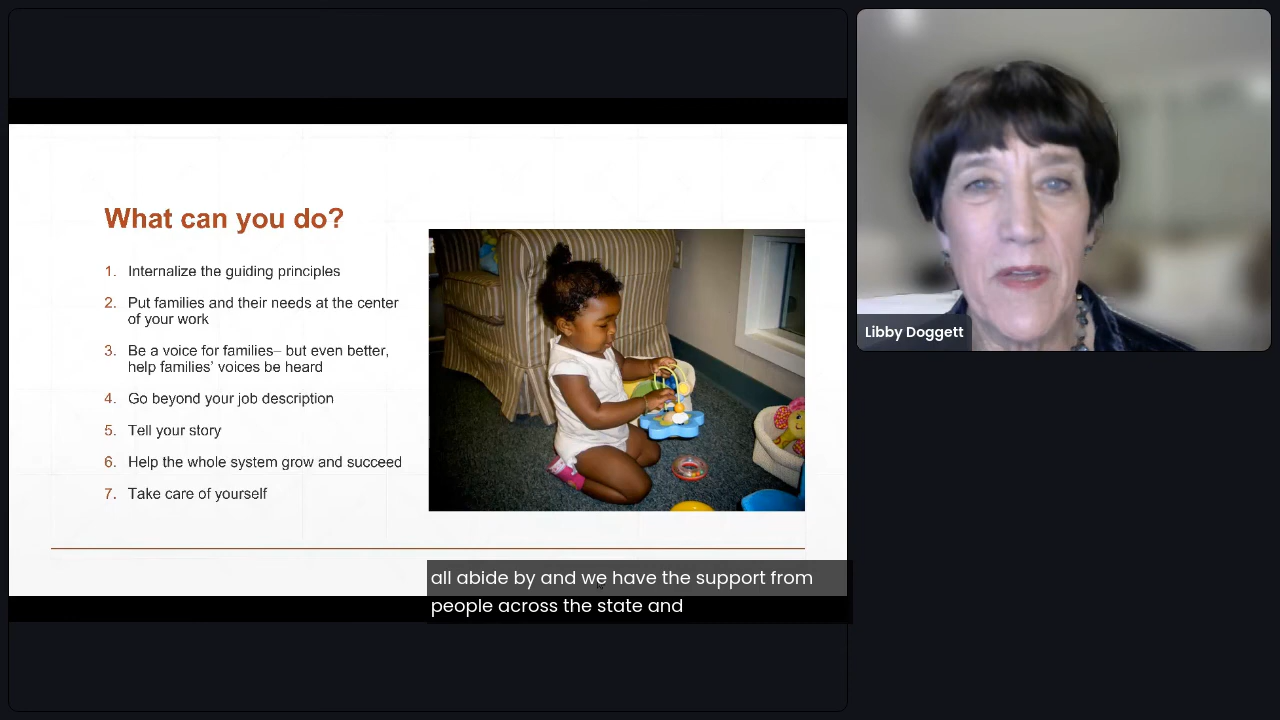 What can you do?
1. Internalize the guiding principles
2. Put families and their needs at the center
of your work
3. Be a voice for families– but even better,
help families’ voices be heard
4. Go beyond your job description
5. Tell your story
6. Help the whole system grow and succeed
7. Take care of yourself
all abide by and we have the support from
people across the state and
Libby Doggett